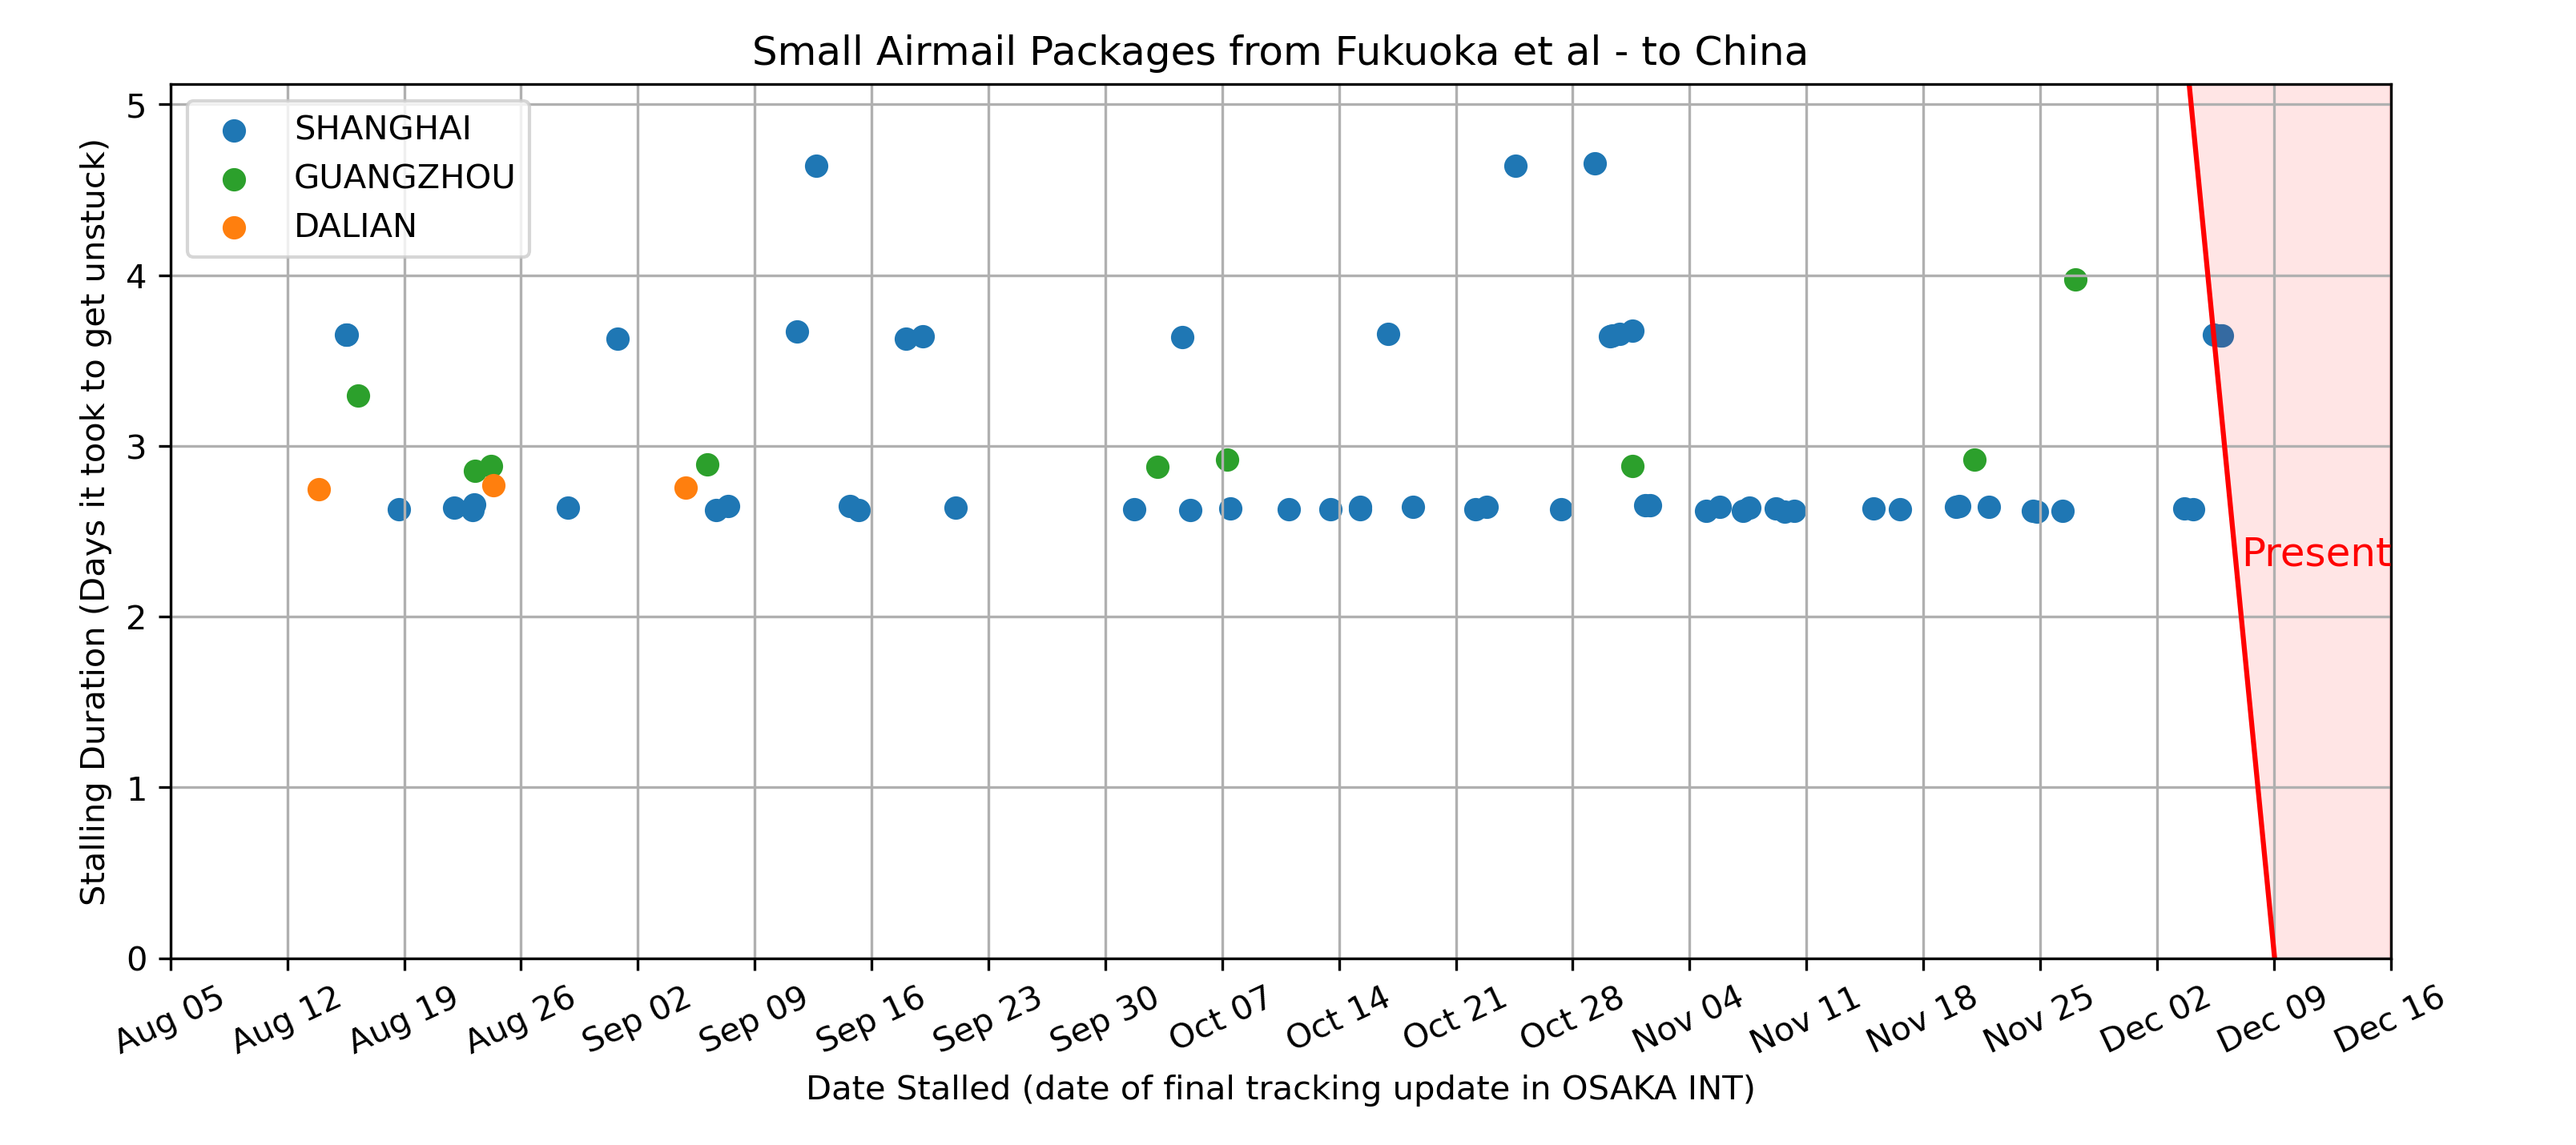 Small Airmail Packages from Fukuoka et al - to China
Stalling Duration (Days it took to get unstuck)
5
4
3
2
1
0
SHANGHAI
GUANGZHOU
DALIAN
Present
Aug 05
Aug 12
Aug 19
Aug 26
Sep 02
Sep 09
Sep 16
Sep 23
Sep 30
Oct 07
Oct 14
Oct 21
Oct 28
Nov 04
Nov 11
Nov 18
Nov 25
Dec 02
Dec 09
Dec 16
Date Stalled (date of final tracking update in OSAKA INT)